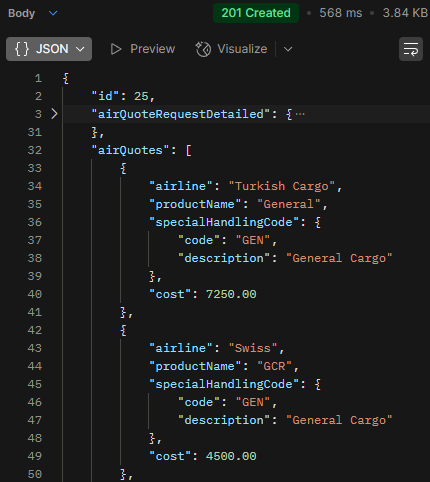 Body 201 Created • 568 ms • 3.84 KB
{} JSON Preview Visualize
1 {
2 "id": 25,
3 "airQuoteRequestDetailed": {⋯
31 },
32 "airQuotes": [
33 {
34 "airline": "Turkish Cargo",
35 "productName": "General",
36 "specialHandlingCode": {
37 "code": "GEN",
38 "description": "General Cargo"
39 },
40 "cost": 7250.00
41 },
42 {
43 "airline": "Swiss",
44 "productName": "GCR",
45 "specialHandlingCode": {
46 "code": "GEN",
47 "description": "General Cargo"
48 },
49 "cost": 4500.00
50 },